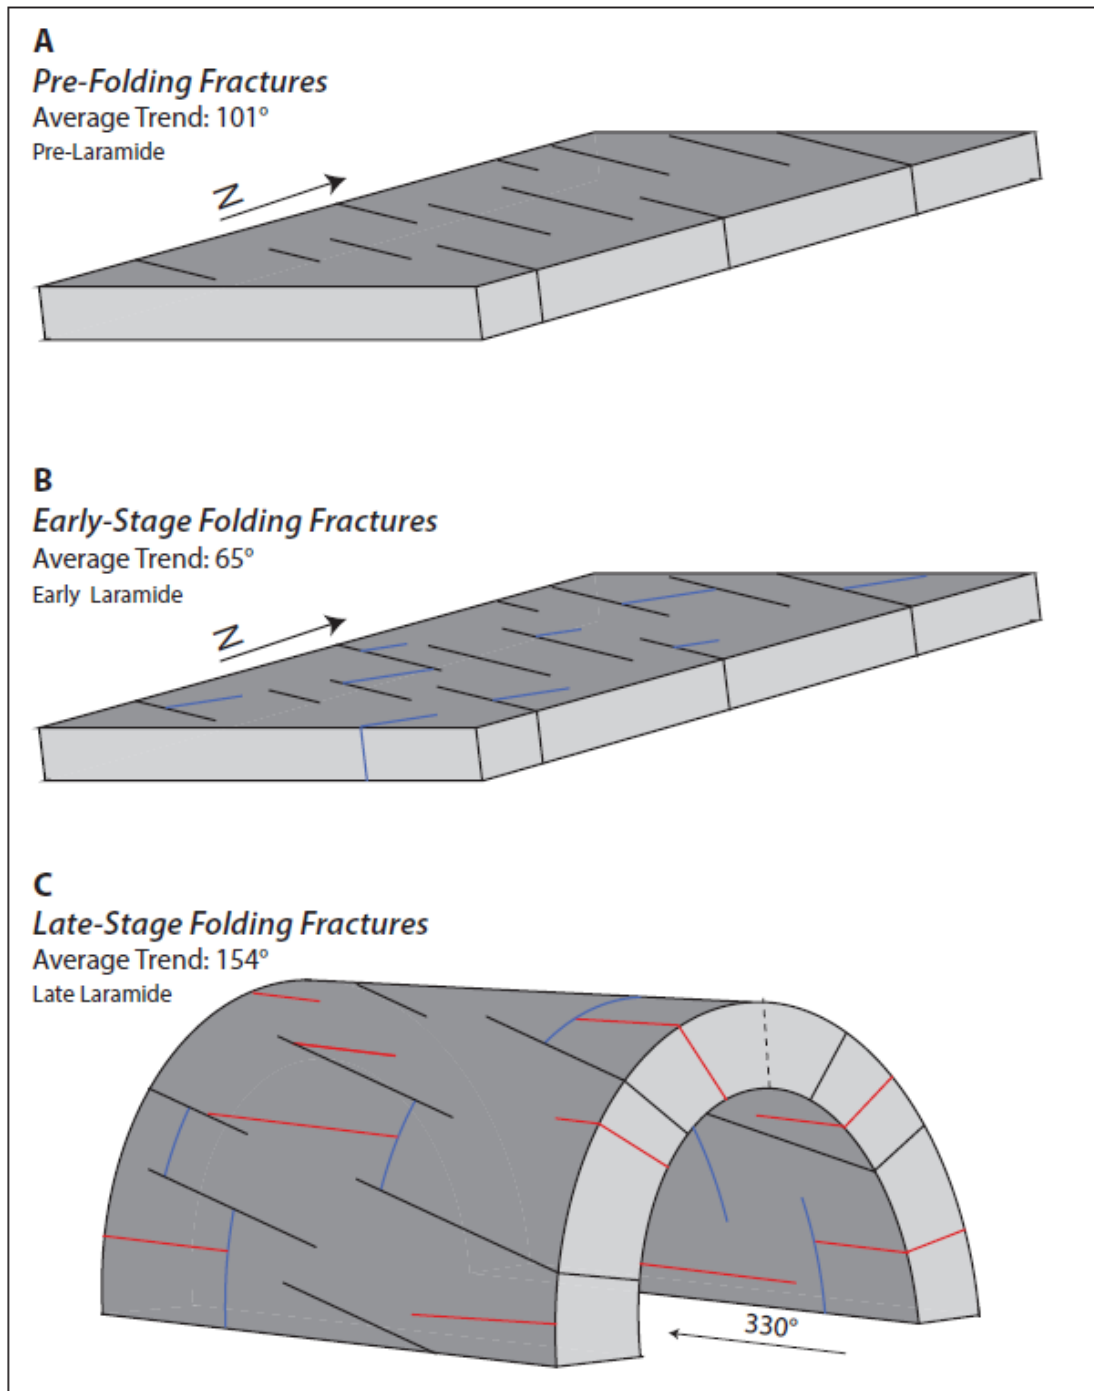 A
Pre-Folding Fractures
Average Trend: 101°
Pre-Laramide
N
B
Early-Stage Folding Fractures
Average Trend: 65°
Early Laramide
N
C
Late-Stage Folding Fractures
Average Trend: 154°
Late Laramide
330°